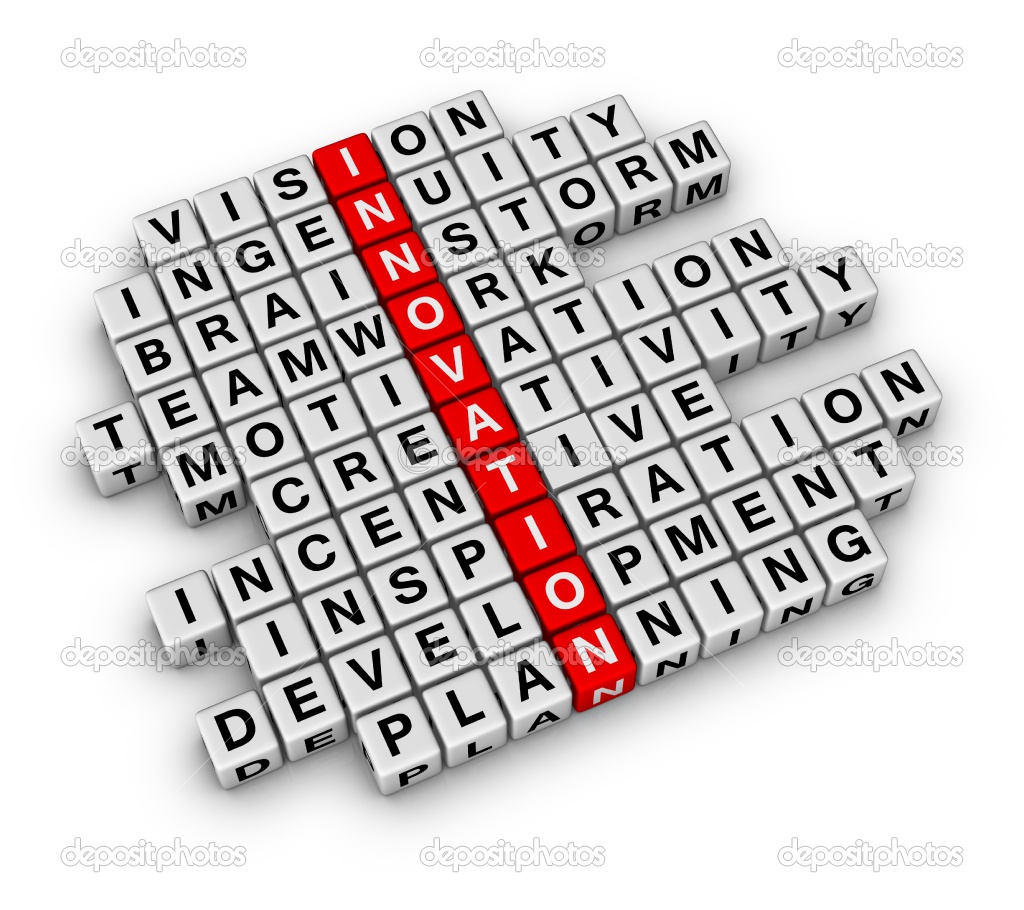 depositphotos depositphotos depositphotos
VISION
INGENUITY
BRAINSTORM
depositphotos depositphotos depositphotos
TEAMWORK
MOTIVATION
CREATIVITY
depositphotos © depositphotos depositphotos
INCENTIVE
INSPIRATION
DEVELOPMENT
depositphotos depositphotos depositphotos
PLANNING
INNOVATION
depositphotos depositphotos depositphotos